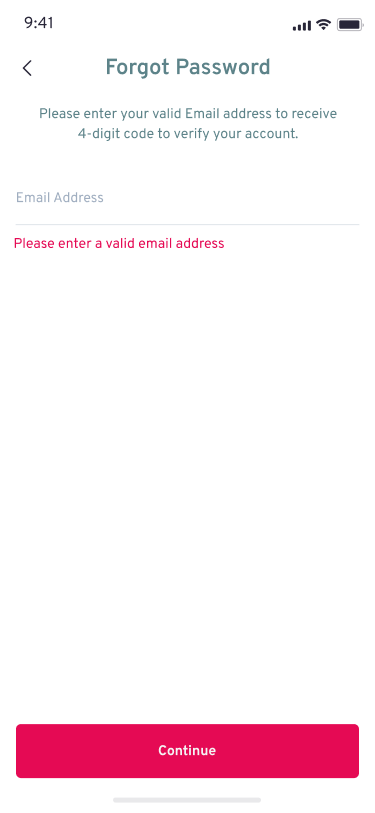 9:41
Forgot Password
Please enter your valid Email address to receive
4-digit code to verify your account.
Email Address
Please enter a valid email address
Continue